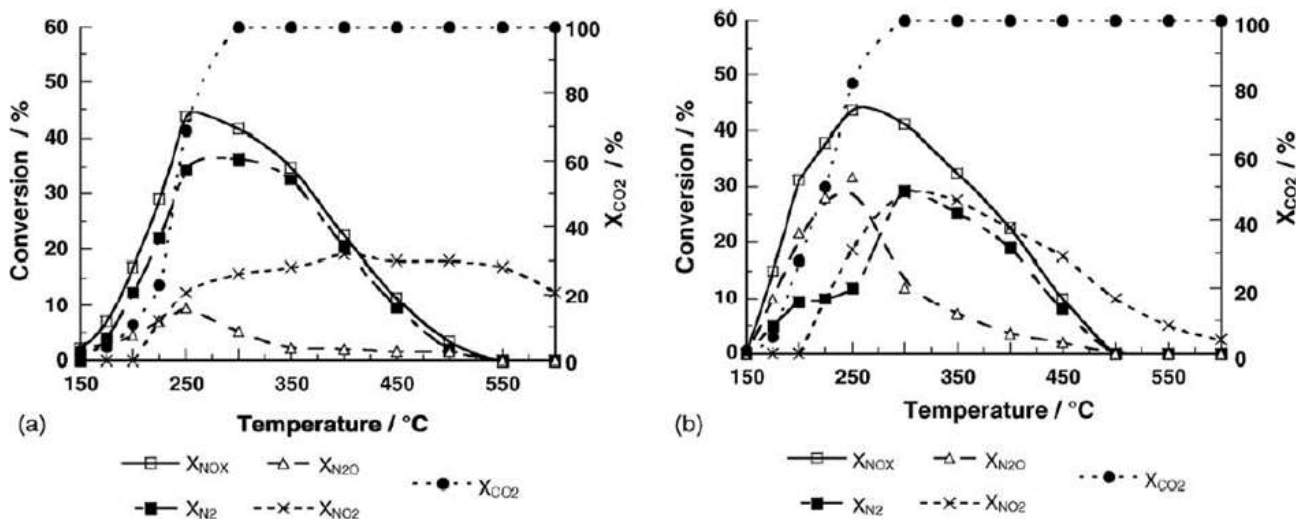 60
50
40
30
20
10
0
Conversion / %
100
80
60
40
20
0
X_CO2 / %
150 250 350 450 550
Temperature / °C
(a)
X_NOX X_N2O
X_CO2
X_N2 X_NO2
60
50
40
30
20
10
0
Conversion / %
100
80
60
40
20
0
X_CO2 / %
150 250 350 450 550
Temperature / °C
(b)
X_NOX X_N2O
X_CO2
X_N2 X_NO2